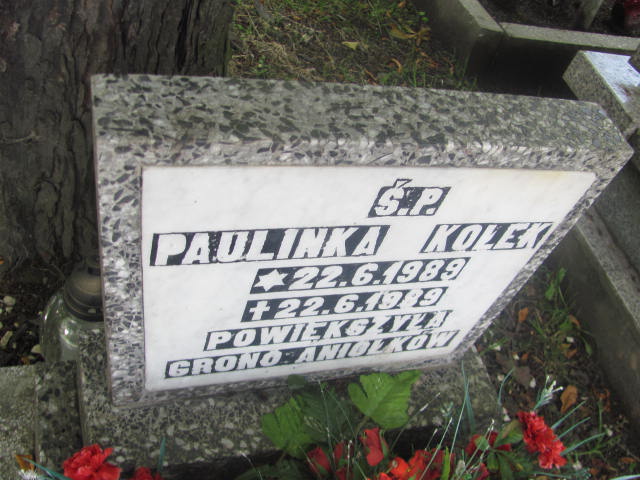 Ś.P.
PAULINKA KOLEK
★22.6.1989
✝22.6.1989
POWIĘKSZYŁA
GRONO ANIOŁKÓW